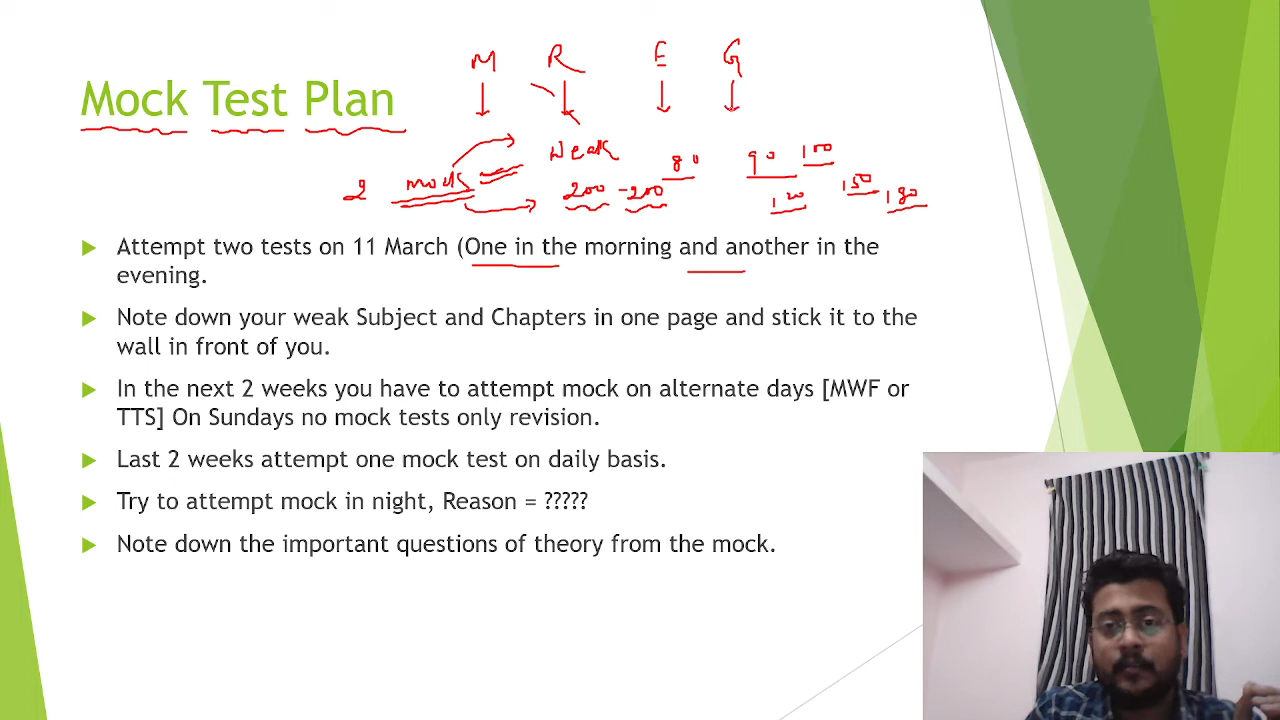 M R E G
Mock Test Plan
Weak
80 90 100
2 mock 200 -200 120 150 180
Attempt two tests on 11 March (One in the morning and another in the
evening.
Note down your weak Subject and Chapters in one page and stick it to the
wall in front of you.
In the next 2 weeks you have to attempt mock on alternate days [MWF or
TTS] On Sundays no mock tests only revision.
Last 2 weeks attempt one mock test on daily basis.
Try to attempt mock in night, Reason = ?????
Note down the important questions of theory from the mock.